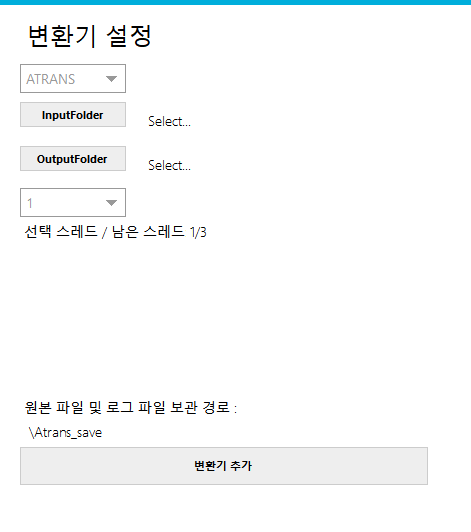 변환기 설정
ATRANS
InputFolder
Select...
OutputFolder
Select...
1
선택 스레드 / 남은 스레드 1/3
원본 파일 및 로그 파일 보관 경로 :
\Atrans_save
변환기 추가